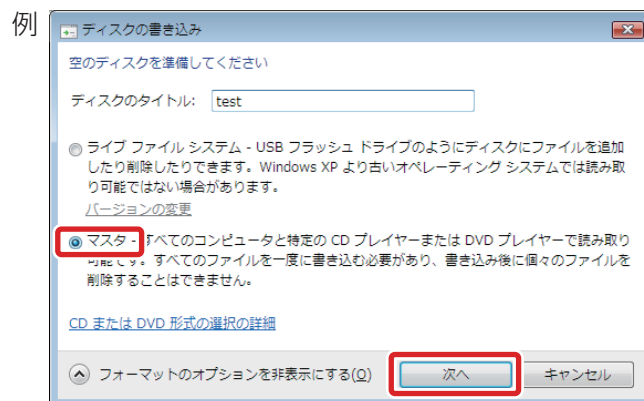 例
ディスクの書き込み
空のディスクを準備してください
ディスクのタイトル: test
ライブ ファイル システム - USB フラッシュ ドライブのようにディスクにファイルを追加
したり削除したりできます。Windows XP より古いオペレーティング システムでは読み取
り可能ではない場合があります。
バージョンの変更
マスタ - すべてのコンピュータと特定の CD プレイヤーまたは DVD プレイヤーで読み取り
可能です。すべてのファイルを一度に書き込む必要があり、書き込み後に個々のファイルを
削除することはできません。
CD または DVD 形式の選択の詳細
フォーマットのオプションを非表示にする(O) 次へ キャンセル